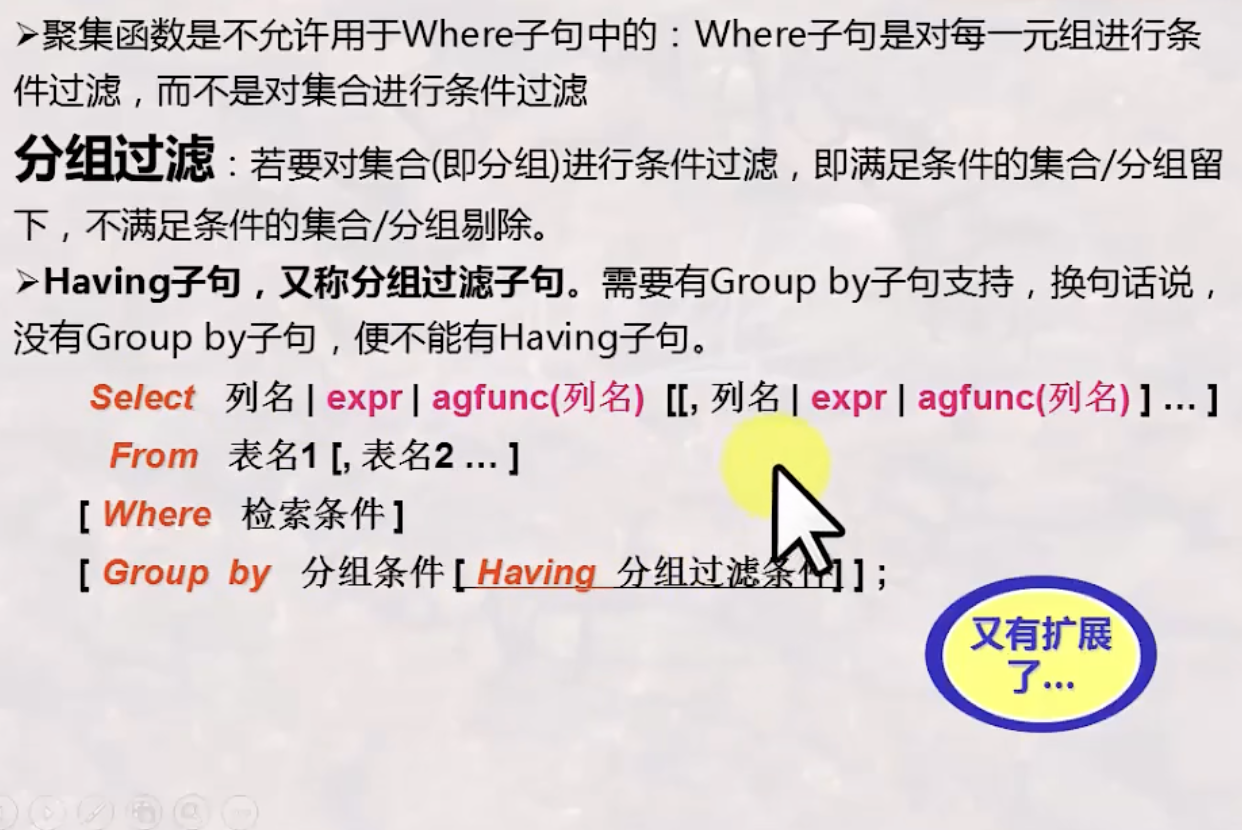 ➢聚集函数是不允许用于Where子句中的：Where子句是对每一元组进行条
件过滤，而不是对集合进行条件过滤
分组过滤：若要对集合(即分组)进行条件过滤，即满足条件的集合/分组留
下，不满足条件的集合/分组剔除。
➢Having子句，又称分组过滤子句。需要有Group by子句支持，换句话说，
没有Group by子句，便不能有Having子句。
Select 列名 | expr | agfunc(列名) [[, 列名 | expr | agfunc(列名) ] … ]
From 表名1 [, 表名2 … ]
[ Where 检索条件 ]
[ Group by 分组条件 [ Having 分组过滤条件] ] ;
又有扩展
了…